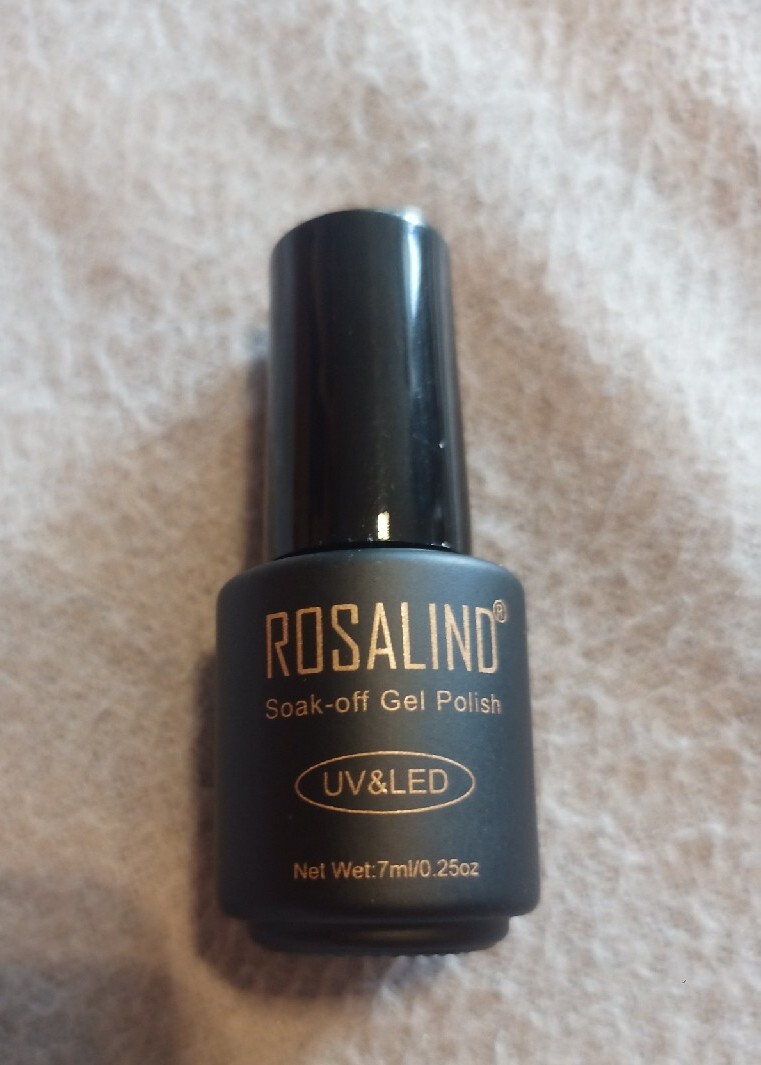 ROSALIND®
Soak-off Gel Polish
UV&LED
Net Wet:7ml/0.25oz